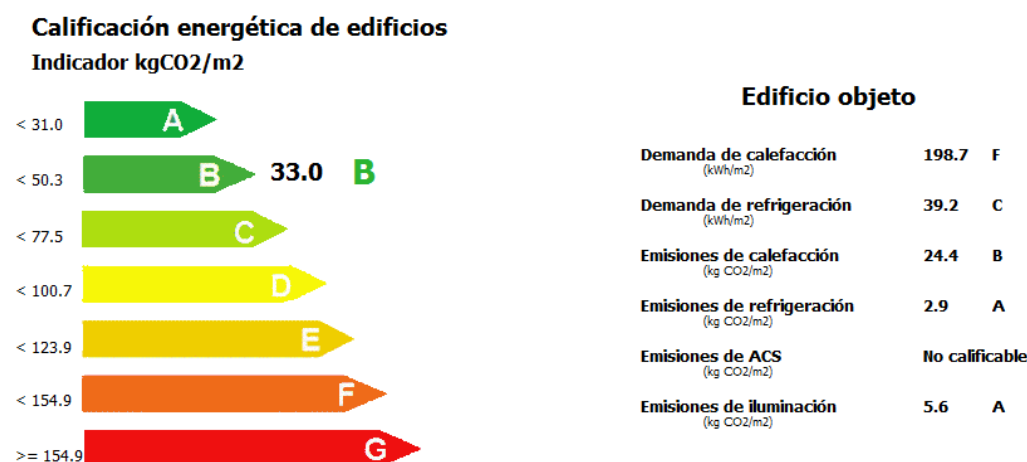 Calificación energética de edificios
Indicador kgCO2/m2
< 31.0 A
< 50.3 B 33.0 B
< 77.5 C
< 100.7 D
< 123.9 E
< 154.9 F
>= 154.9 G
Edificio objeto
Demanda de calefacción 198.7 F
(kWh/m2)
Demanda de refrigeración 39.2 C
(kWh/m2)
Emisiones de calefacción 24.4 B
(kg CO2/m2)
Emisiones de refrigeración 2.9 A
(kg CO2/m2)
Emisiones de ACS No calificable
(kg CO2/m2)
Emisiones de iluminación 5.6 A
(kg CO2/m2)